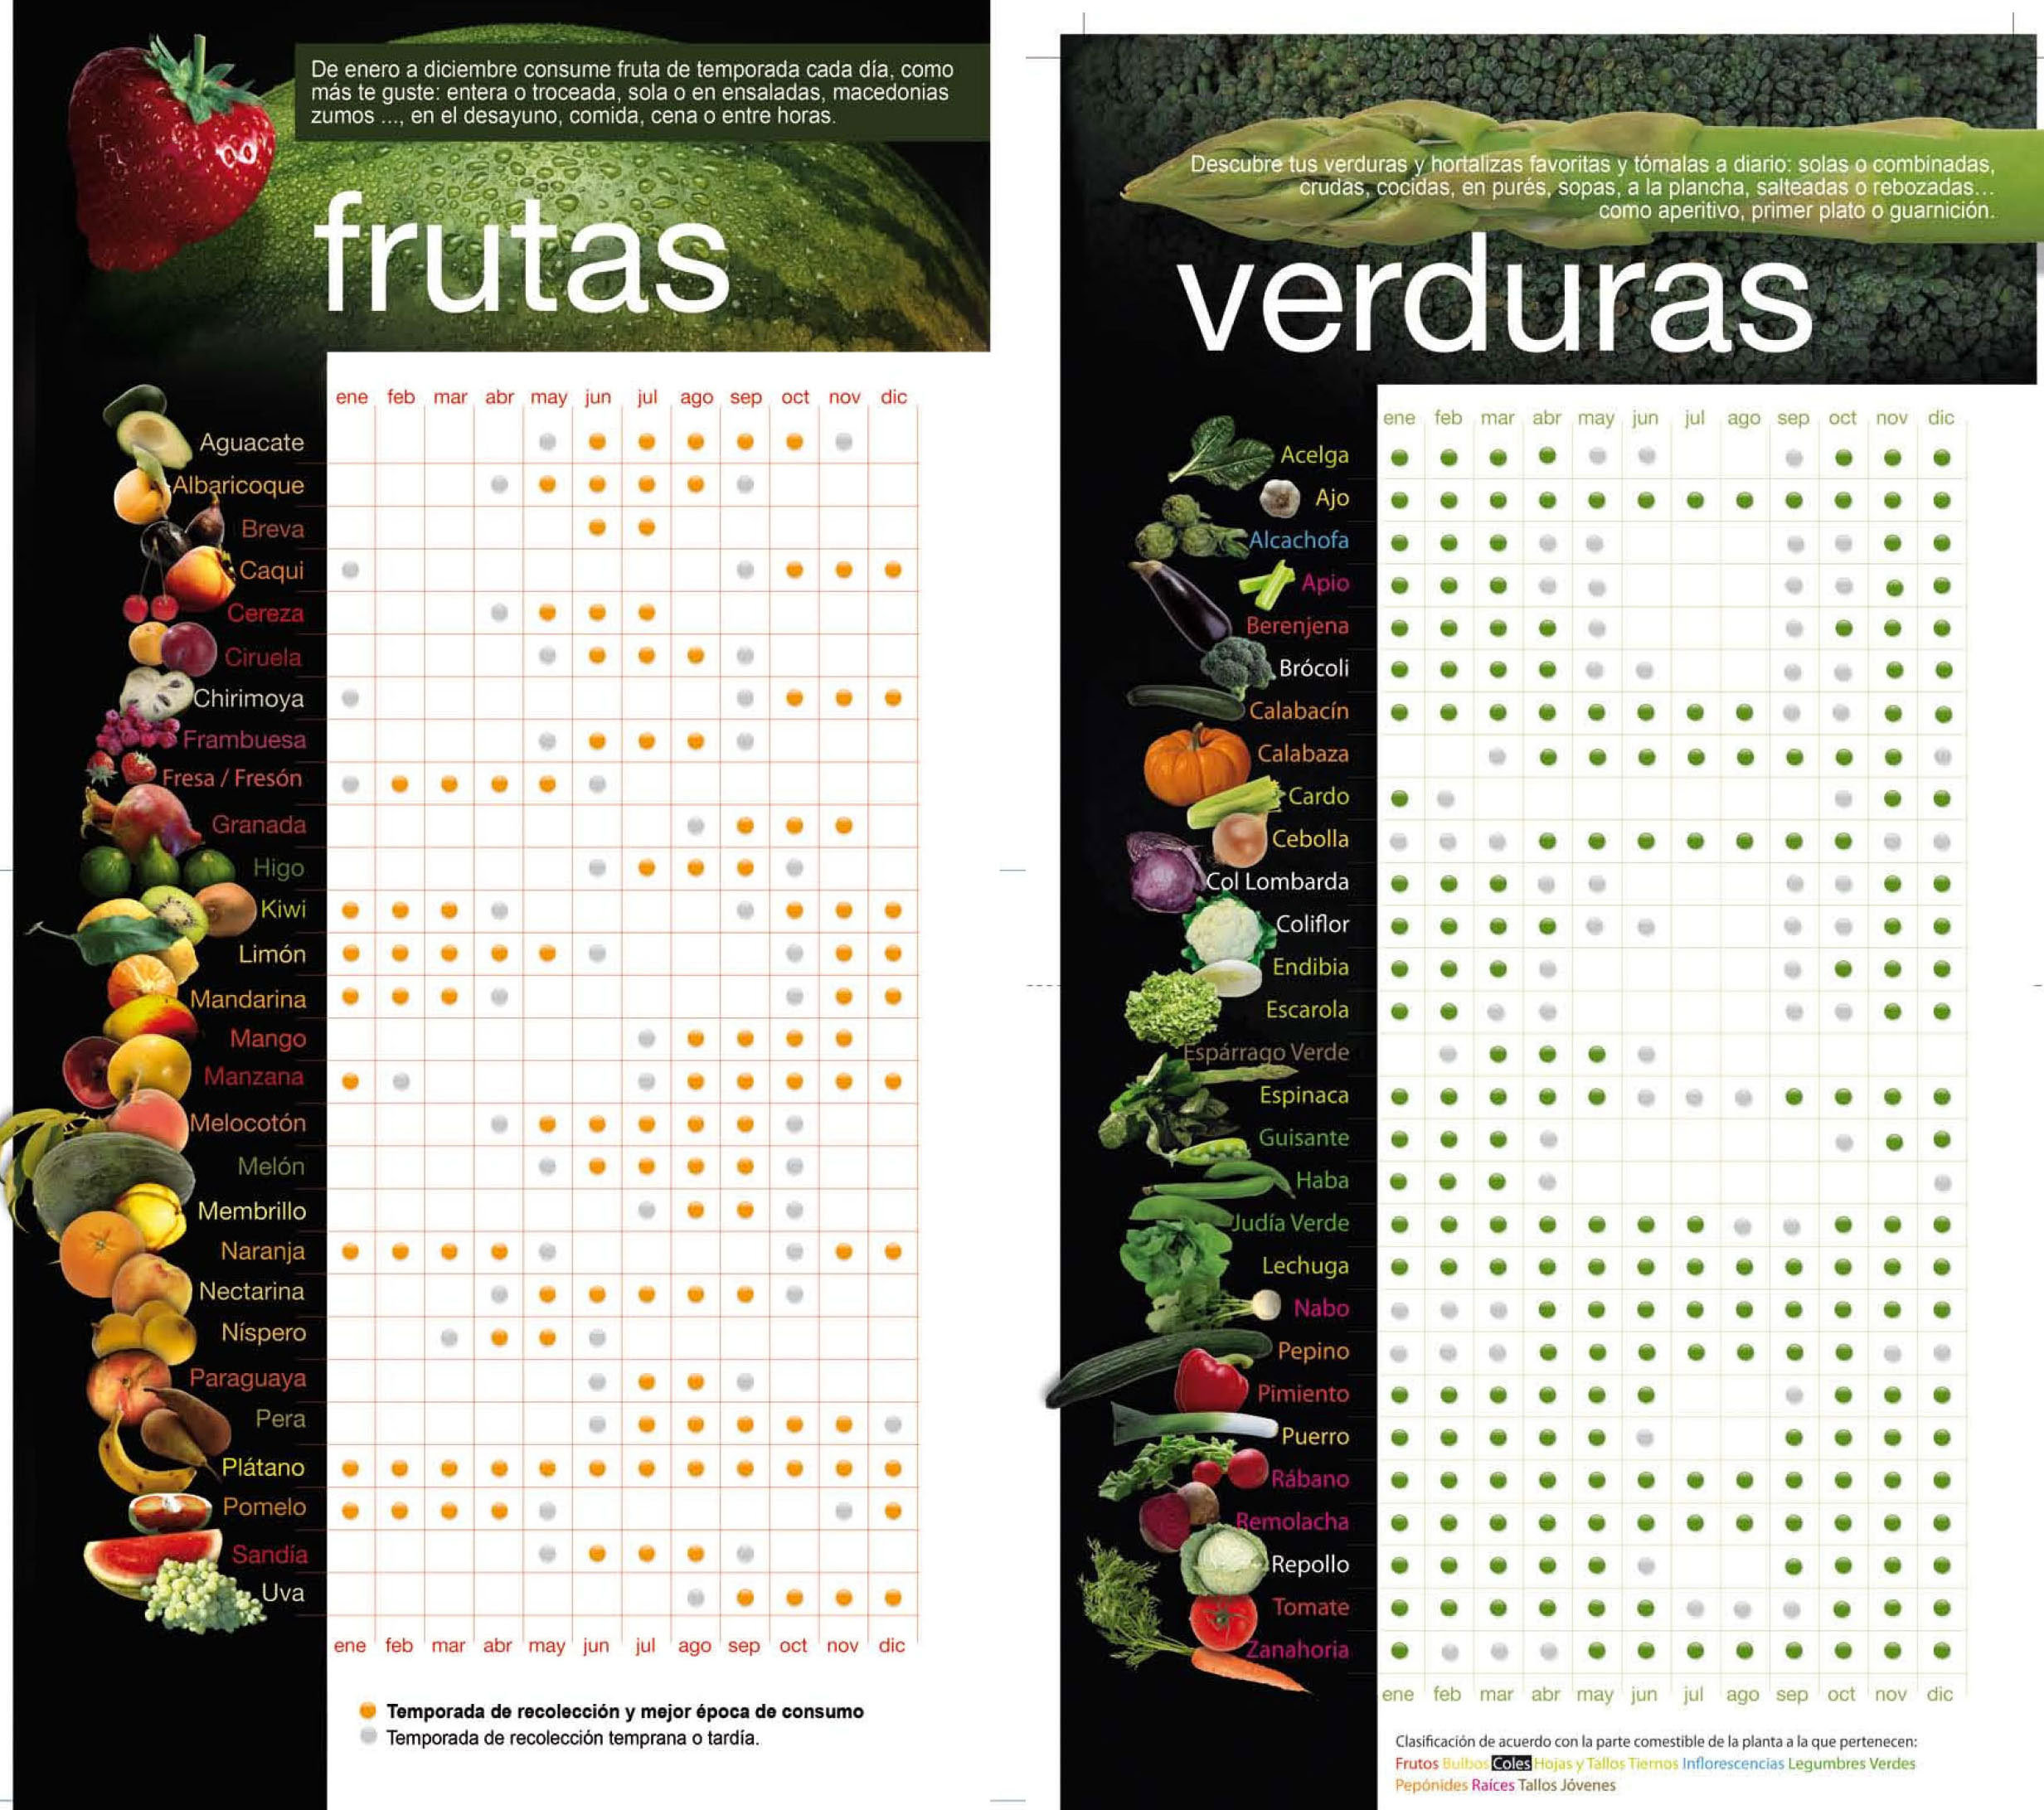 De enero a diciembre consume fruta de temporada cada día, como
más te guste: entera o troceada, sola o en ensaladas, macedonias
zumos ..., en el desayuno, comida, cena o entre horas.
frutas
ene feb mar abr may jun jul ago sep oct nov dic
Aguacate
Albaricoque
Breva
Caqui
Cereza
Ciruela
Chirimoya
Frambuesa
Fresa / Fresón
Granada
Higo
Kiwi
Limón
Mandarina
Mango
Manzana
Melocotón
Melón
Membrillo
Naranja
Nectarina
Níspero
Paraguaya
Pera
Plátano
Pomelo
Sandía
Uva
ene feb mar abr may jun jul ago sep oct nov dic
Temporada de recolección y mejor época de consumo
Temporada de recolección temprana o tardía.
Descubre tus verduras y hortalizas favoritas y tómalas a diario: solas o combinadas,
crudas, cocidas, en purés, sopas, a la plancha, salteadas o rebozadas...
como aperitivo, primer plato o guarnición.
verduras
ene feb mar abr may jun jul ago sep oct nov dic
Acelga
Ajo
Alcachofa
Apio
Berenjena
Brócoli
Calabacín
Calabaza
Cardo
Cebolla
Col Lombarda
Coliflor
Endibia
Escarola
Espárrago Verde
Espinaca
Guisante
Haba
Judía Verde
Lechuga
Nabo
Pepino
Pimiento
Puerro
Rábano
Remolacha
Repollo
Tomate
Zanahoria
ene feb mar abr may jun jul ago sep oct nov dic
Clasificación de acuerdo con la parte comestible de la planta a la que pertenecen:
Frutos Bulbos Coles Hojas y Tallos Tiernos Inflorescencias Legumbres Verdes
Pepónides Raíces Tallos Jóvenes